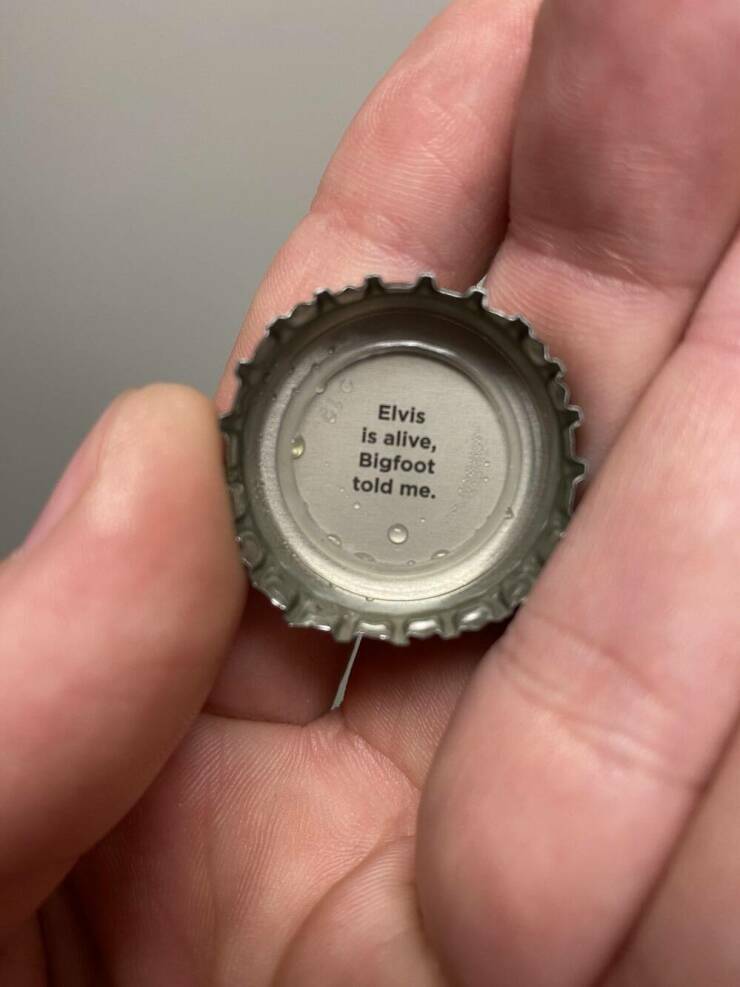 Elvis
is alive,
Bigfoot
told me.